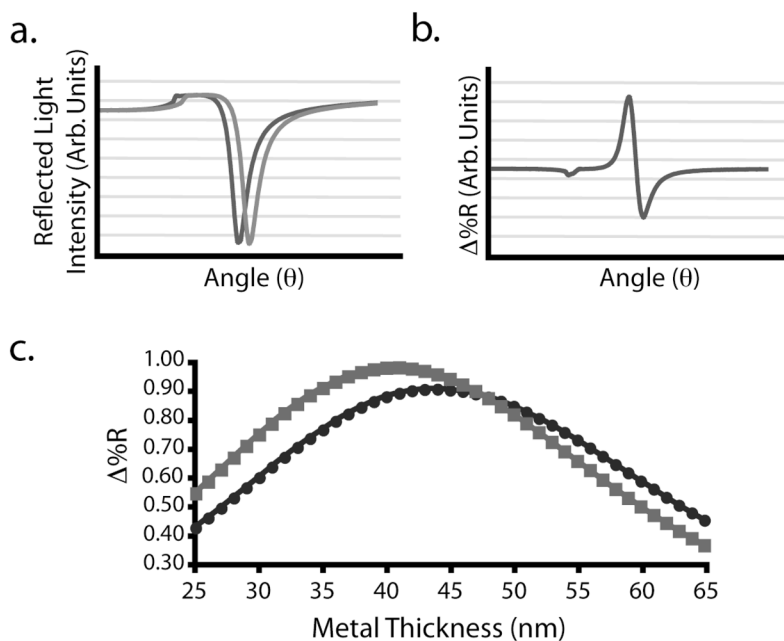 a.
b.
Reflected Light
Intensity (Arb. Units)
Angle (θ)
Δ%R (Arb. Units)
Angle (θ)
c.
Δ%R
1.00
0.90
0.80
0.70
0.60
0.50
0.40
0.30
25 30 35 40 45 50 55 60 65
Metal Thickness (nm)